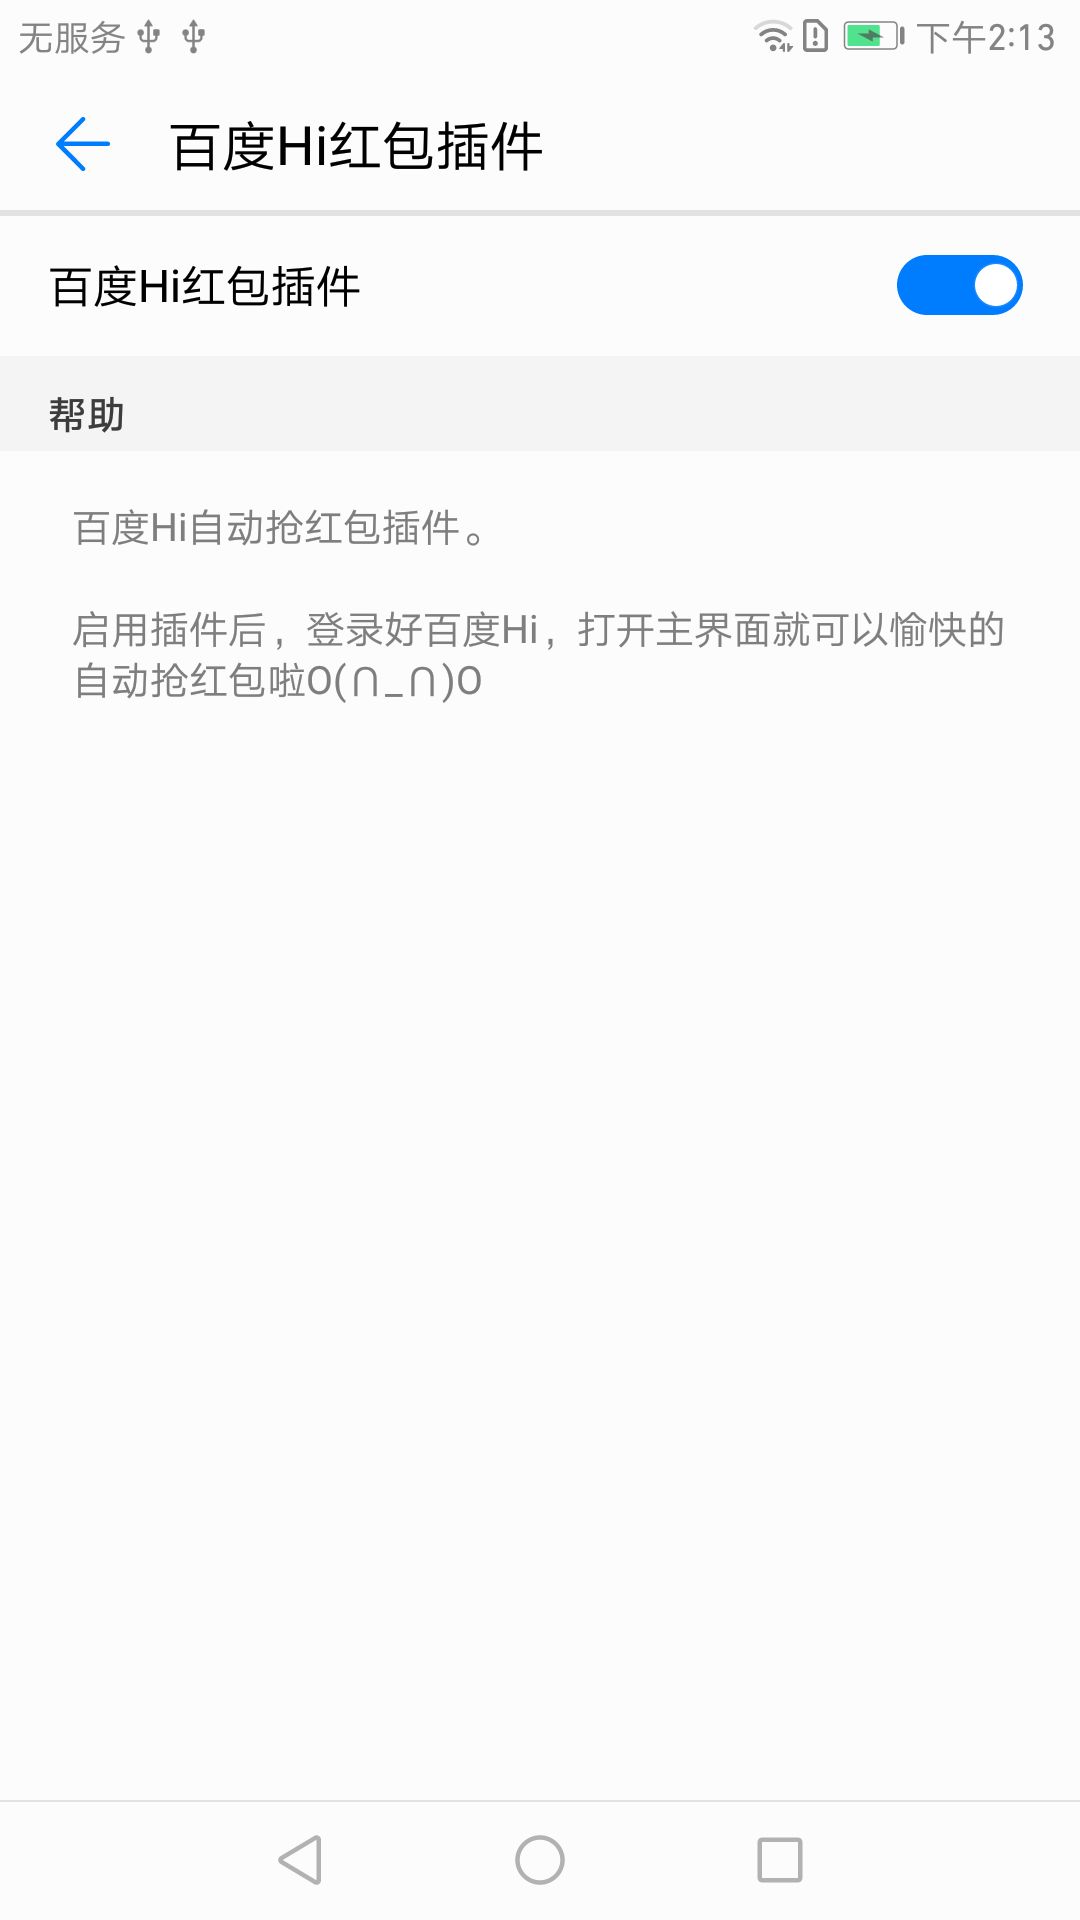 无服务 下午2:13
百度Hi红包插件
百度Hi红包插件
帮助
百度Hi自动抢红包插件。
启用插件后，登录好百度Hi，打开主界面就可以愉快的
自动抢红包啦O(∩_∩)O